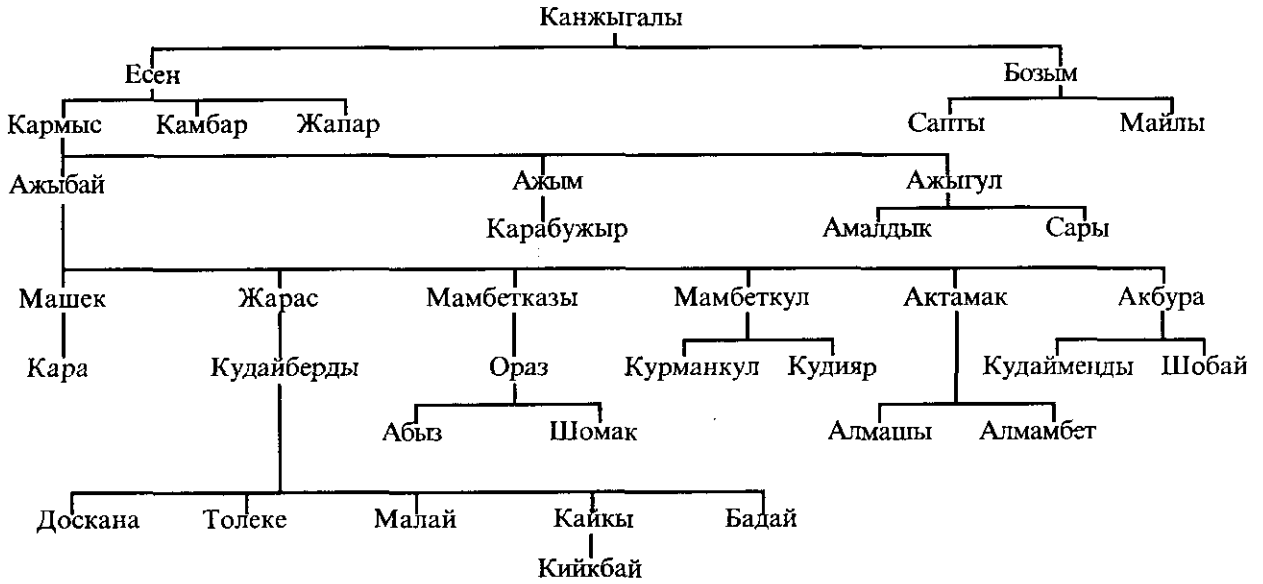 Канжыгалы
Есен Бозым
Кармыс Камбар Жапар Сапты Майлы
Ажыбай Ажым Ажыгул
Карабужыр Амалдык Сары
Машек Жарас Мамбетказы Мамбеткул Актамак Акбура
Кара Кудайберды Ораз Курманкул Кудияр Кудайменды Шобай
Абыз Шомак Алмашы Алмамбет
Доскана Толеке Малай Кайкы Бадай
Кийкбай